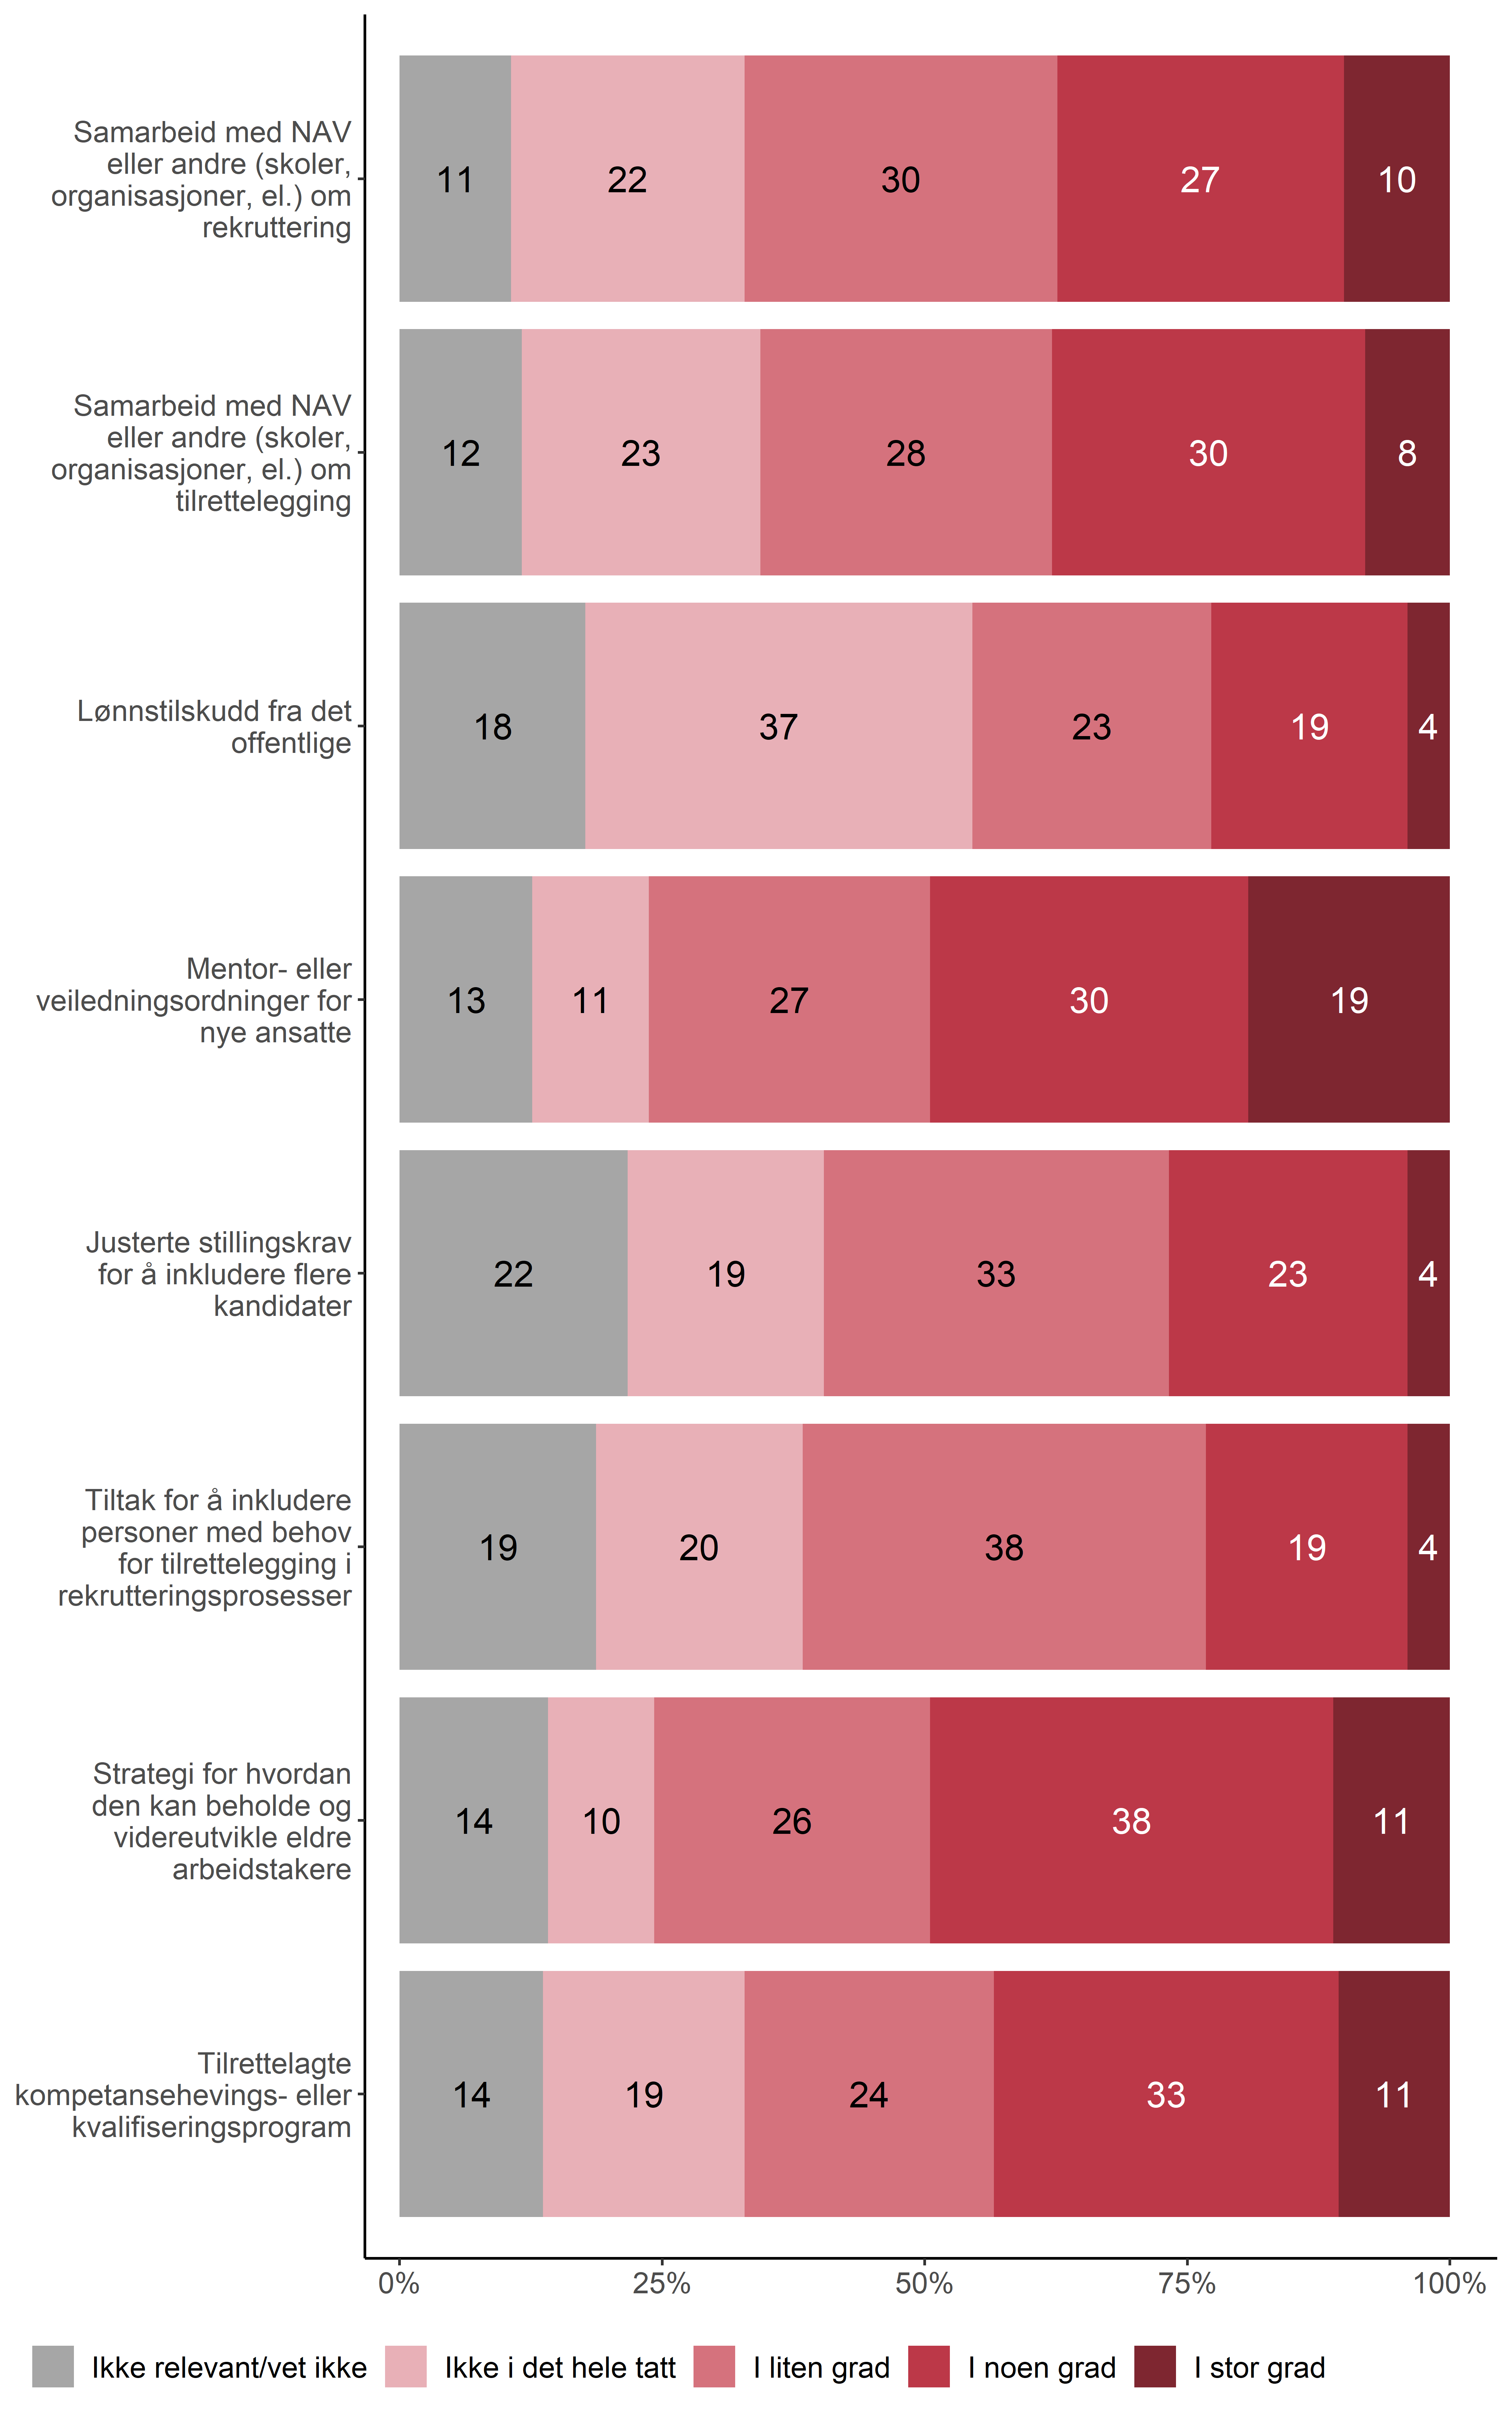 Samarbeid med NAV
eller andre (skoler,
organisasjoner, el.) om
rekruttering
11 22 30 27 10
Samarbeid med NAV
eller andre (skoler,
organisasjoner, el.) om
tilrettelegging
12 23 28 30 8
Lønnstilskudd fra det
offentlige
18 37 23 19 4
Mentor- eller
veiledningsordninger for
nye ansatte
13 11 27 30 19
Justerte stillingskrav
for å inkludere flere
kandidater
22 19 33 23 4
Tiltak for å inkludere
personer med behov
for tilrettelegging i
rekrutteringsprosesser
19 20 38 19 4
Strategi for hvordan
den kan beholde og
videreutvikle eldre
arbeidstakere
14 10 26 38 11
Tilrettelagte
kompetansehevings- eller
kvalifiseringsprogram
14 19 24 33 11
0% 25% 50% 75% 100%
Ikke relevant/vet ikke Ikke i det hele tatt I liten grad I noen grad I stor grad